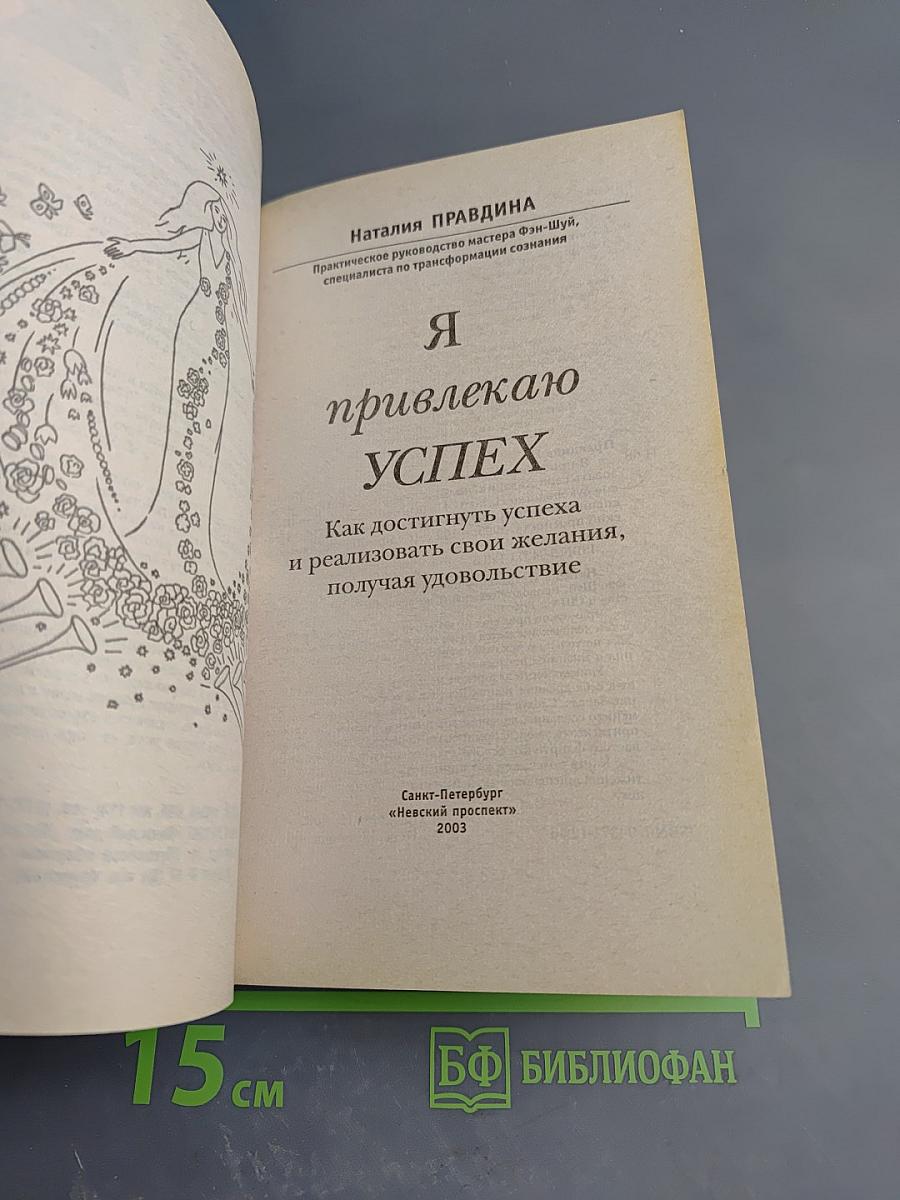 Наталия ПРАВДИНА
Практическое руководство мастера Фэн-Шуй,
специалиста по трансформации сознания
Я
привлекаю
УСПЕХ
Как достигнуть успеха
и реализовать свои желания,
получая удовольствие
Санкт-Петербург
«Невский проспект»
2003
15 см
БФ БИБЛИОФАН